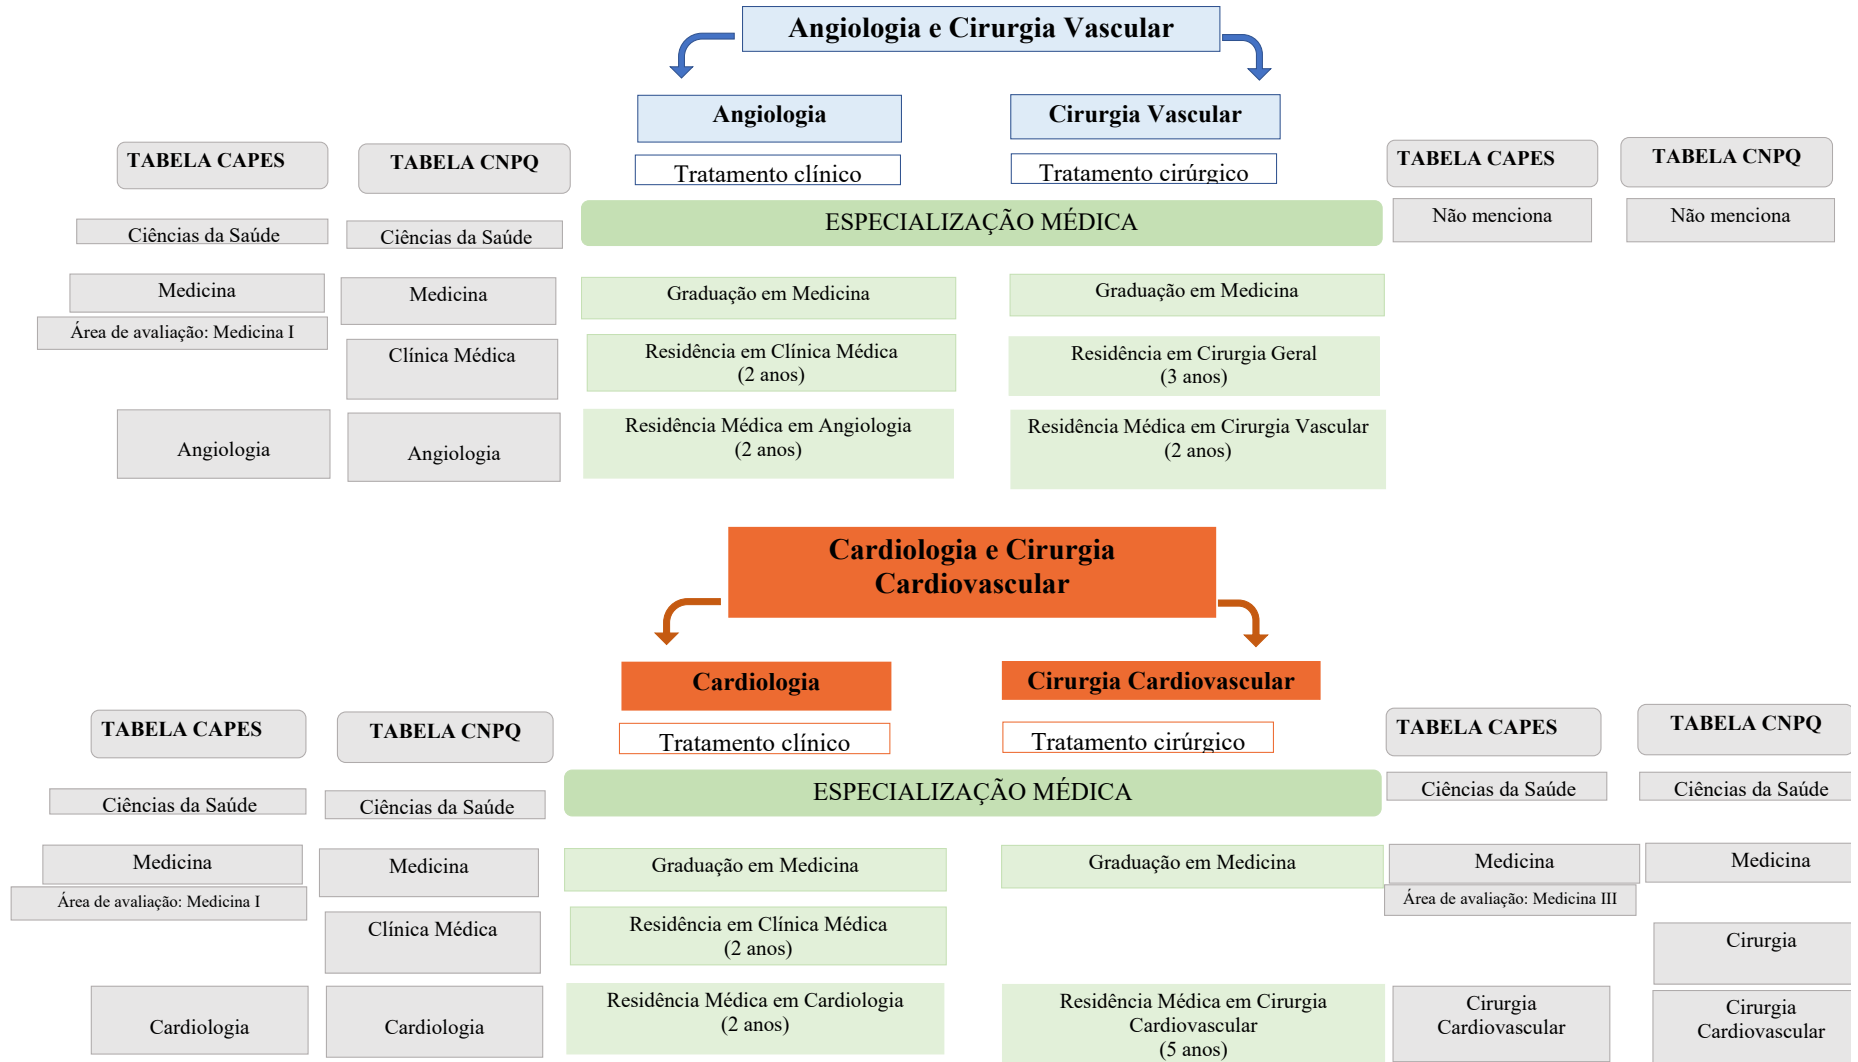 Angiologia e Cirurgia Vascular
Angiologia
Cirurgia Vascular
TABELA CAPES
TABELA CNPQ
Tratamento clínico
Tratamento cirúrgico
TABELA CAPES
TABELA CNPQ
Ciências da Saúde
Ciências da Saúde
ESPECIALIZAÇÃO MÉDICA
Não menciona
Não menciona
Medicina
Medicina
Graduação em Medicina
Graduação em Medicina
Área de avaliação: Medicina I
Clínica Médica
Residência em Clínica Médica
(2 anos)
Residência em Cirurgia Geral
(3 anos)
Angiologia
Angiologia
Residência Médica em Angiologia
(2 anos)
Residência Médica em Cirurgia Vascular
(2 anos)
Cardiologia e Cirurgia
Cardiovascular
Cardiologia
Cirurgia Cardiovascular
TABELA CAPES
TABELA CNPQ
Tratamento clínico
Tratamento cirúrgico
TABELA CAPES
TABELA CNPQ
Ciências da Saúde
Ciências da Saúde
ESPECIALIZAÇÃO MÉDICA
Ciências da Saúde
Ciências da Saúde
Medicina
Medicina
Graduação em Medicina
Graduação em Medicina
Medicina
Medicina
Área de avaliação: Medicina I
Área de avaliação: Medicina III
Clínica Médica
Residência em Clínica Médica
(2 anos)
Cirurgia
Cardiologia
Cardiologia
Residência Médica em Cardiologia
(2 anos)
Residência Médica em Cirurgia
Cardiovascular
(5 anos)
Cirurgia
Cardiovascular
Cirurgia
Cardiovascular